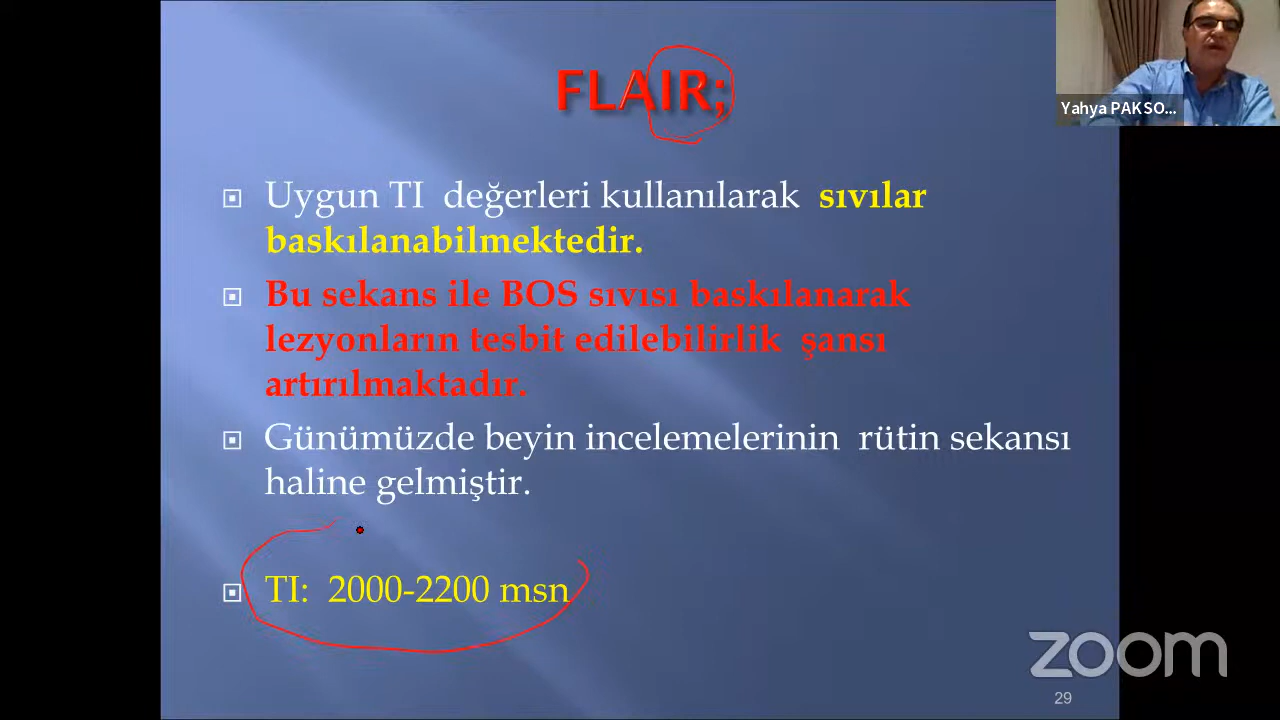 FLAIR;
Yahya PAKSO...
Uygun TI değerleri kullanılarak sıvılar
baskılanabilmektedir.
Bu sekans ile BOS sıvısı baskılanarak
lezyonların tesbit edilebilirlik şansı
artırılmaktadır.
Günümüzde beyin incelemelerinin rütin sekansı
haline gelmiştir.
TI: 2000-2200 msn
zoom
29